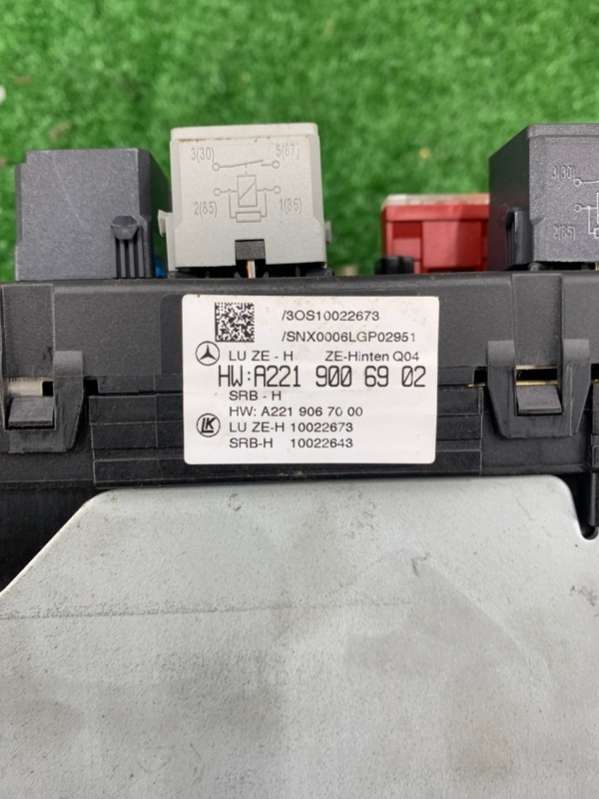 3(30) 5(87)
2(85) 1(86)
3(30)
2(85)
/3OS10022673
/SNX0006LGP02951
LU ZE - H ZE-Hinten Q04
HW:A221 900 69 02
SRB - H
HW: A221 906 70 00
LK
LU ZE-H 10022673
SRB-H 10022643